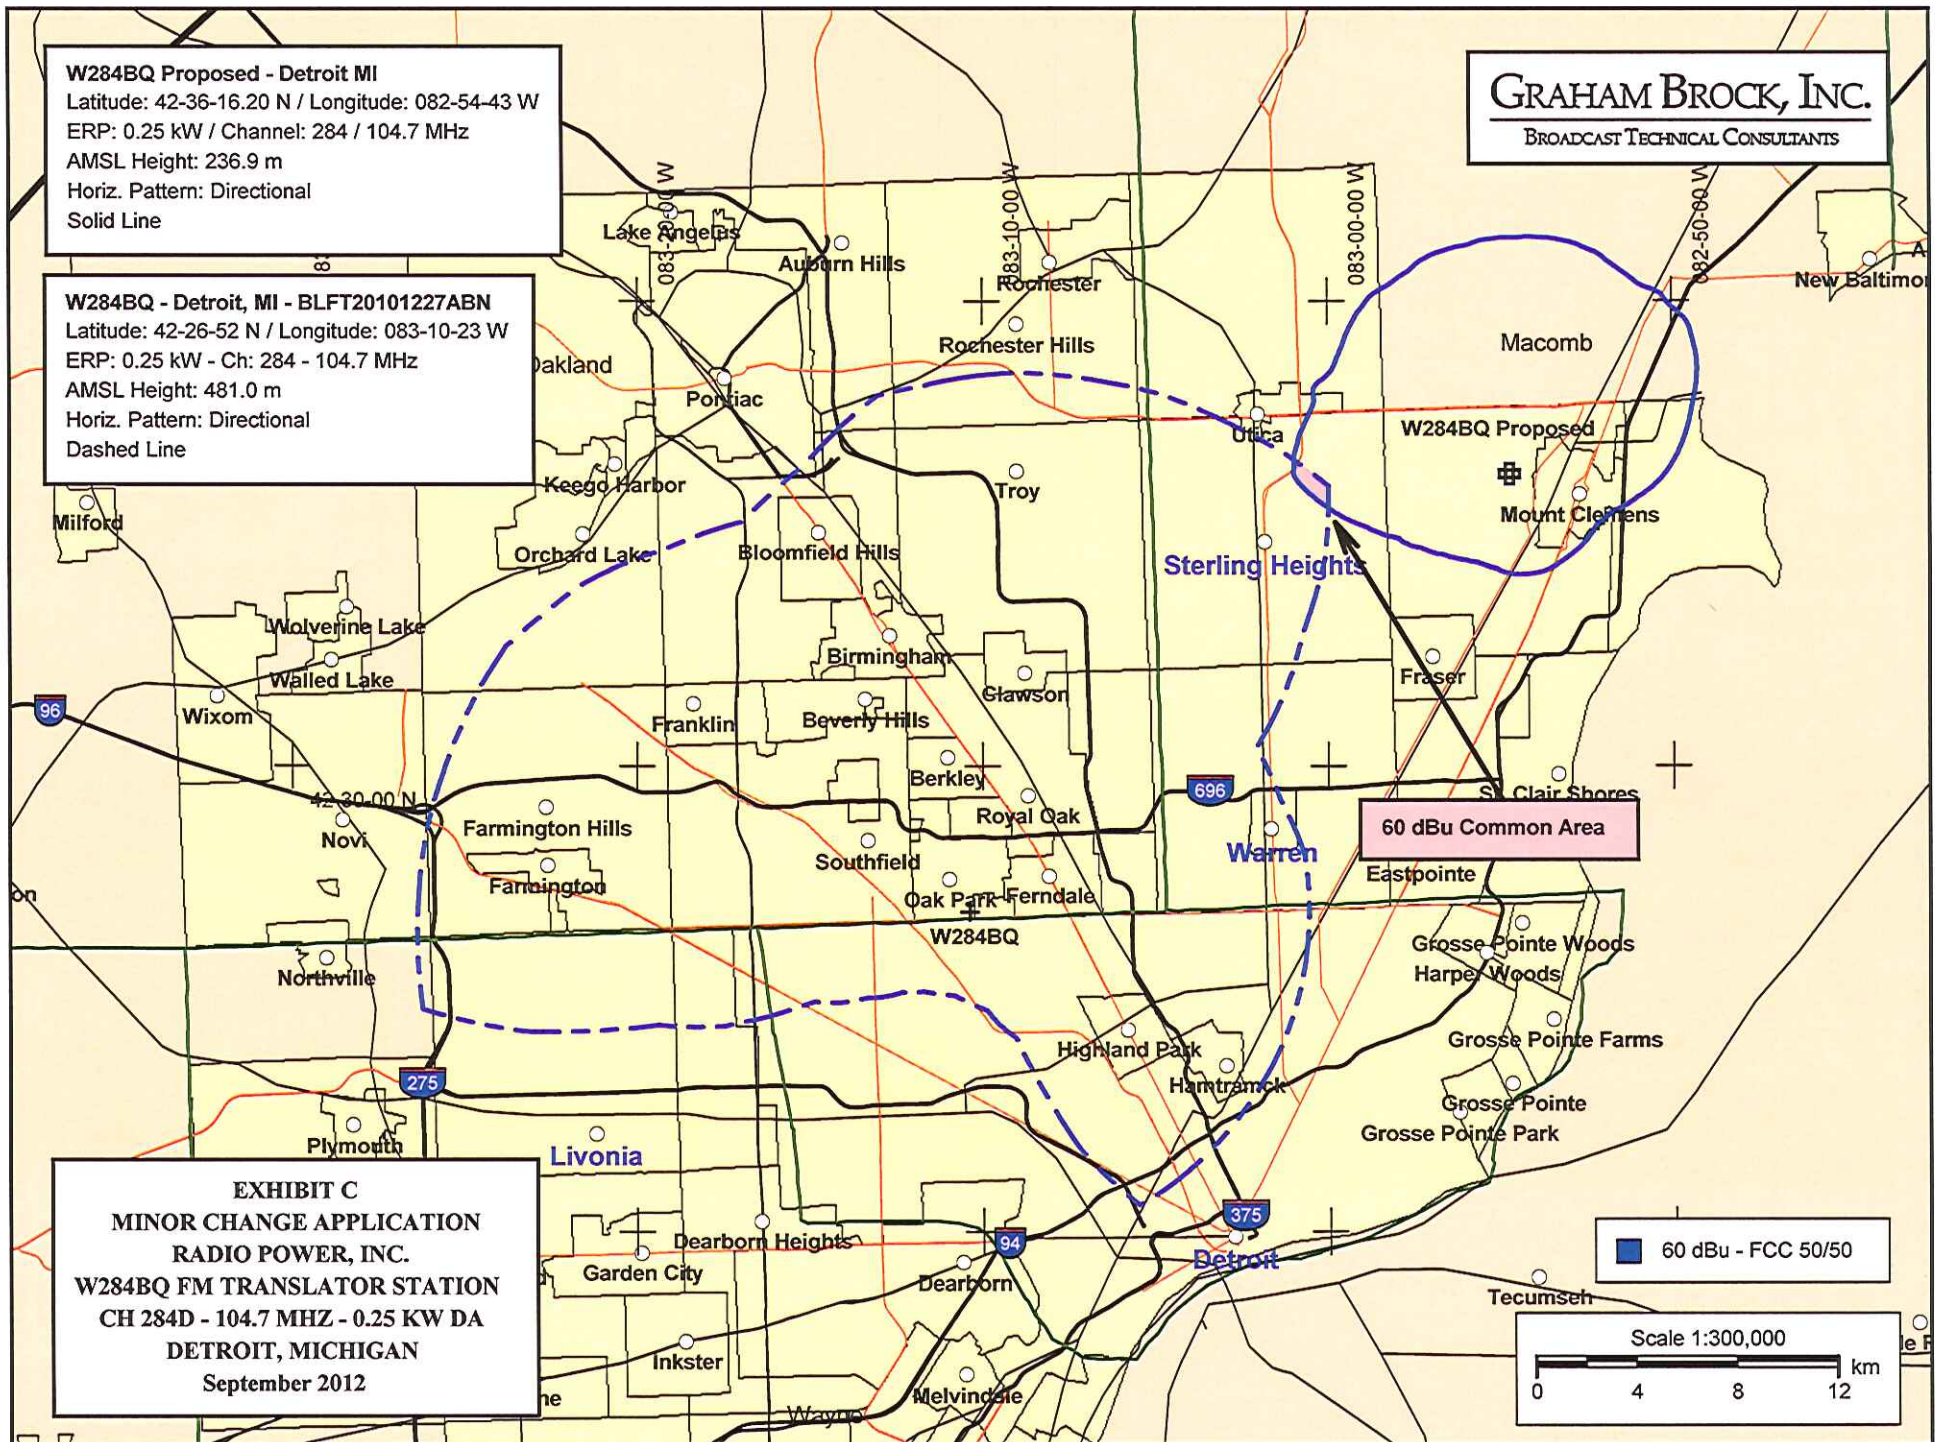 W284BQ Proposed - Detroit MI
Latitude: 42-36-16.20 N / Longitude: 082-54-43 W
ERP: 0.25 kW / Channel: 284 / 104.7 MHz
AMSL Height: 236.9 m
Horiz. Pattern: Directional
Solid Line
W284BQ - Detroit, MI - BLFT20101227ABN
Latitude: 42-26-52 N / Longitude: 083-10-23 W
ERP: 0.25 kW - Ch: 284 - 104.7 MHz
AMSL Height: 481.0 m
Horiz. Pattern: Directional
Dashed Line
GRAHAM BROCK, INC.
BROADCAST TECHNICAL CONSULTANTS
083-20-00 W
083-10-00 W
083-00-00 W
082-50-00 W
Lake Angelus
Auburn Hills
Rochester
New Baltimor
Rochester Hills
Macomb
Oakland
Pontiac
Utica
W284BQ Proposed
Keego Harbor
Troy
Milford
Mount Clemens
Orchard Lake
Bloomfield Hills
Sterling Heights
Wolverine Lake
Birmingham
Walled Lake
Clawson
Fraser
96
Wixom
Franklin
Beverly Hills
Berkley
696
St. Clair Shores
42-30-00 N
Novi
Farmington Hills
Royal Oak
60 dBu Common Area
Southfield
Warren
Farmington
Eastpointe
on
Oak Park
Ferndale
W284BQ
Grosse Pointe Woods
Northville
Harper Woods
Highland Park
Grosse Pointe Farms
275
Hamtramck
Grosse Pointe
Plymouth
Livonia
Grosse Pointe Park
375
Dearborn Heights
94
Garden City
Dearborn
Detroit
Tecumseh
Inkster
Melvindale
Wayne
ne
EXHIBIT C
MINOR CHANGE APPLICATION
RADIO POWER, INC.
W284BQ FM TRANSLATOR STATION
CH 284D - 104.7 MHZ - 0.25 KW DA
DETROIT, MICHIGAN
September 2012
60 dBu - FCC 50/50
Scale 1:300,000
km
0 4 8 12